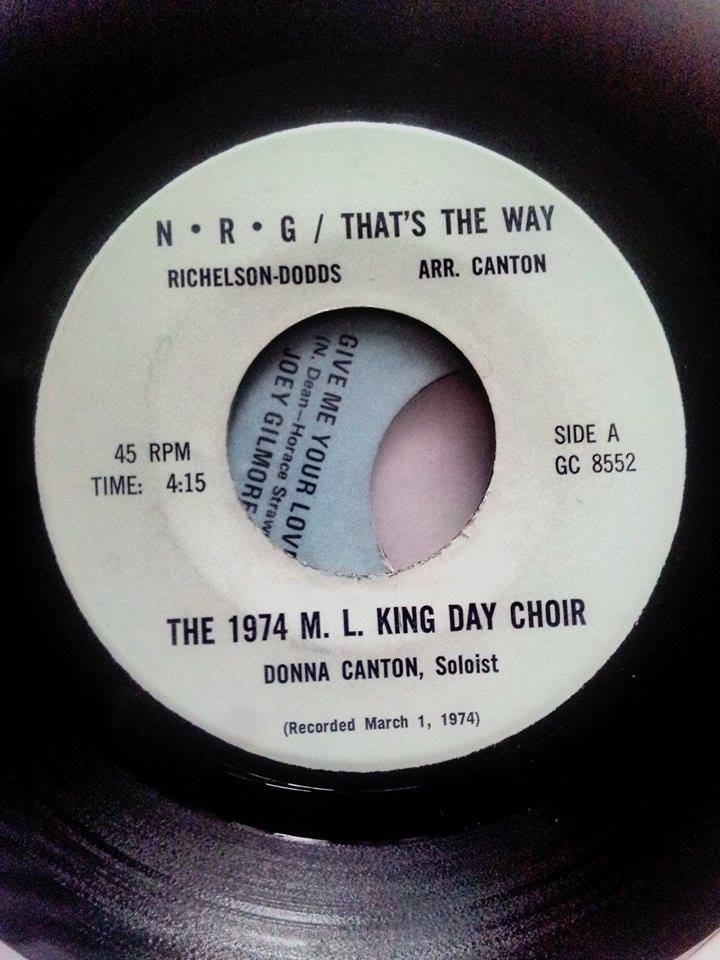 N • R • G / THAT'S THE WAY
RICHELSON-DODDS ARR. CANTON
GIVE ME YOUR LOVE
(N. Dean—Horace Straw
JOEY GILMORE
45 RPM
TIME: 4:15
SIDE A
GC 8552
THE 1974 M. L. KING DAY CHOIR
DONNA CANTON, Soloist
(Recorded March 1, 1974)